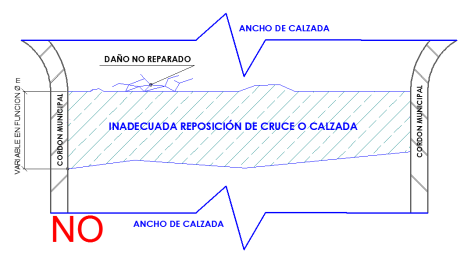 ANCHO DE CALZADA
DAÑO NO REPARADO
VARIABLE EN FUNCION Ø m
CORDON MUNICIPAL
INADECUADA REPOSICIÓN DE CRUCE O CALZADA
CORDON MUNICIPAL
NO
ANCHO DE CALZADA